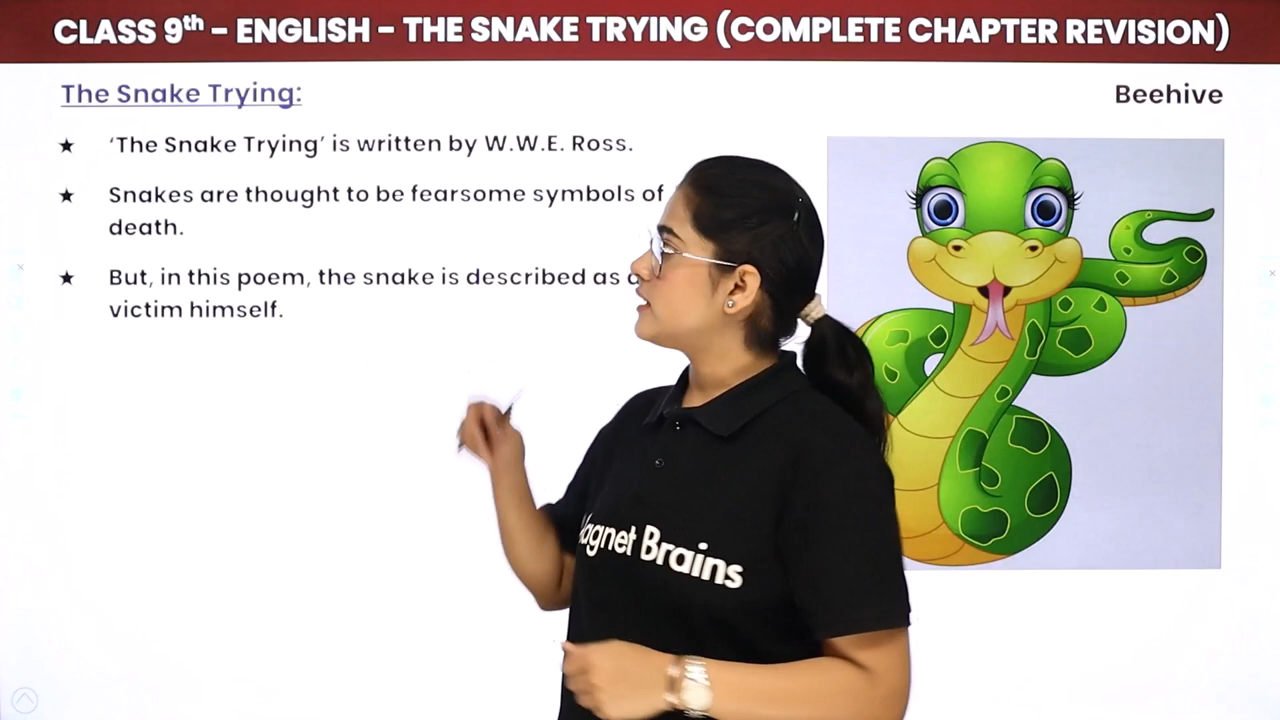 CLASS 9th – ENGLISH – THE SNAKE TRYING (COMPLETE CHAPTER REVISION)
The Snake Trying:
Beehive
★ ‘The Snake Trying’ is written by W.W.E. Ross.
★ Snakes are thought to be fearsome symbols of
death.
★ But, in this poem, the snake is described as a
victim himself.
agnet Brains